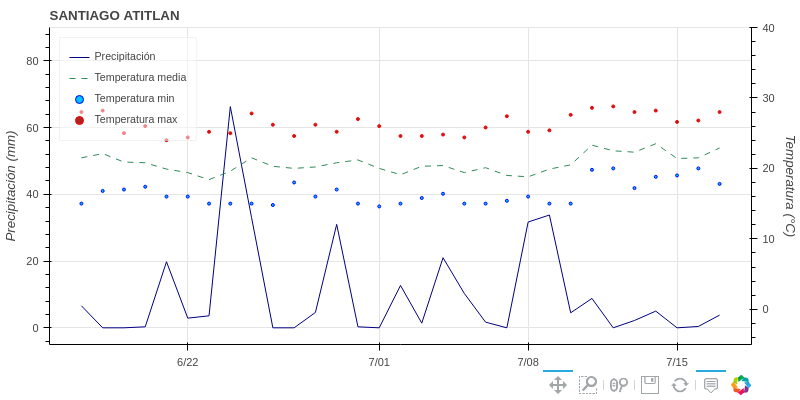 SANTIAGO ATITLAN
Precipitación
Temperatura media
Temperatura min
Temperatura max
Precipitación (mm)
80
60
40
20
0
Temperatura (°C)
40
30
20
10
0
6/22
7/01
7/08
7/15